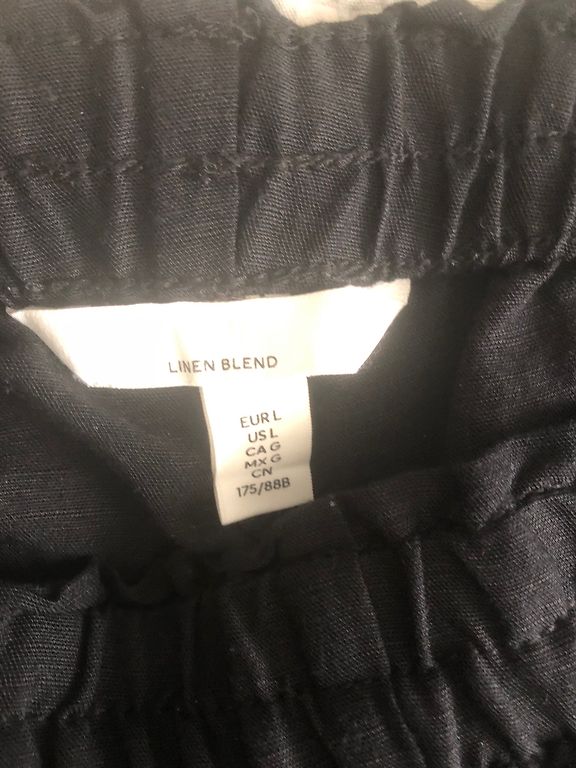 LINEN BLEND
EUR L
US L
CA G
MX G
CN
175/88B